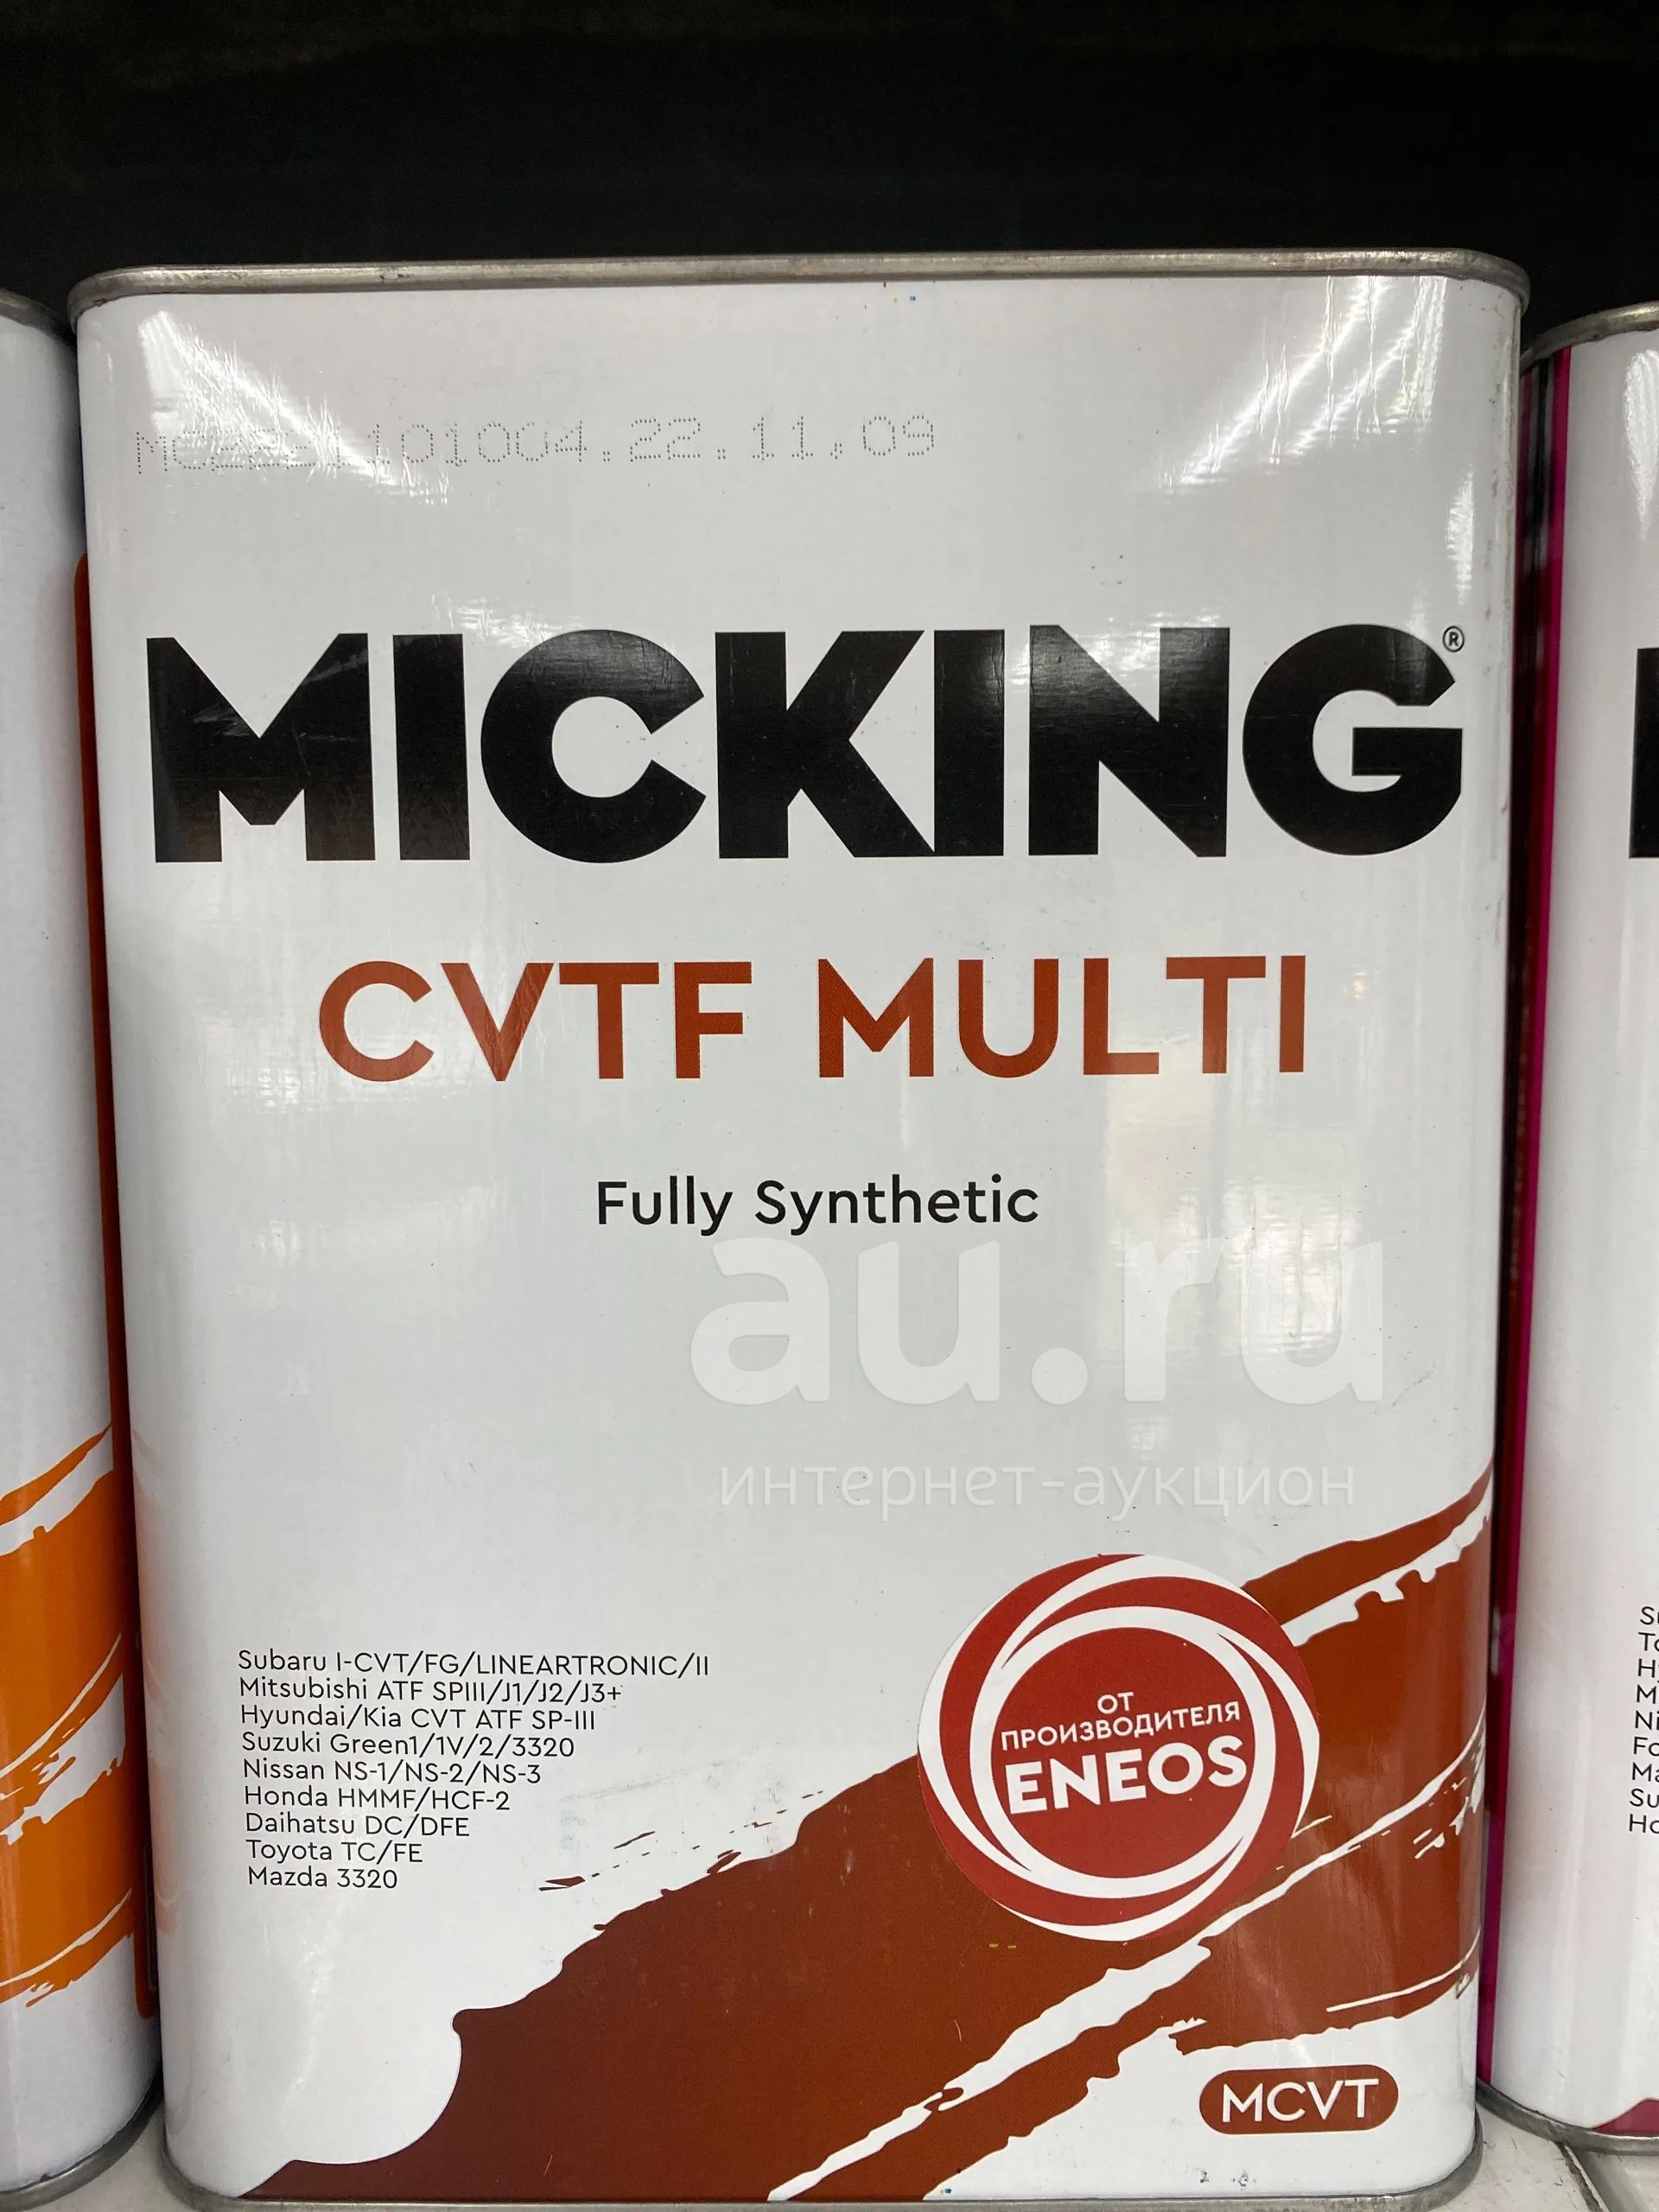 101004.22.11.09
MICKING®
CVTF MULTI
Fully Synthetic
au.ru
интернет-аукцион
Subaru I-CVT/FG/LINEARTRONIC/II
Mitsubishi ATF SPIII/J1/J2/J3+
Hyundai/Kia CVT ATF SP-III
Suzuki Green1/1V/2/3320
Nissan NS-1/NS-2/NS-3
Honda HMMF/HCF-2
Daihatsu DC/DFE
Toyota TC/FE
Mazda 3320
ОТ
ПРОИЗВОДИТЕЛЯ
ENEOS
MCVT